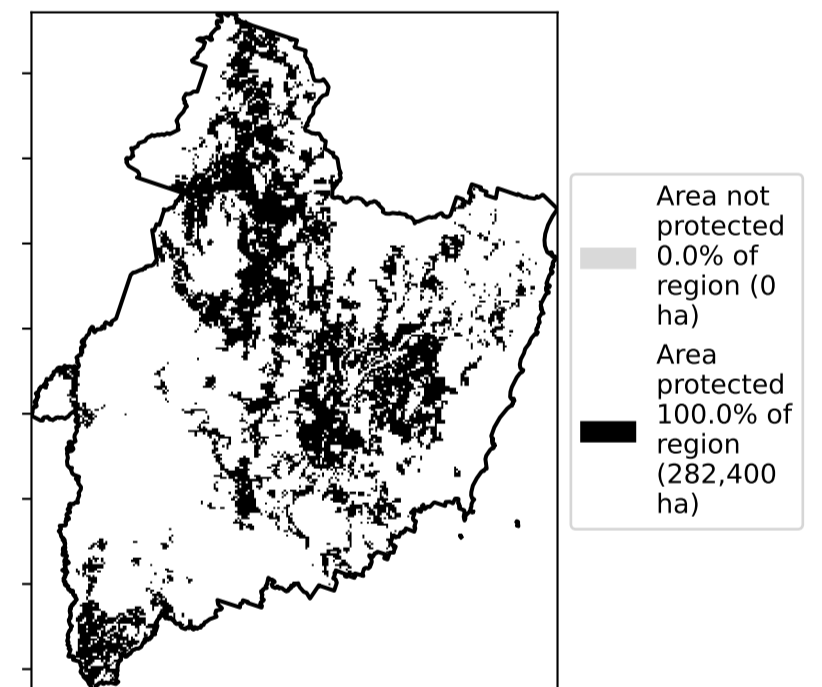 Area not
protected
0.0% of
region (0
ha)
Area
protected
100.0% of
region
(282,400
ha)